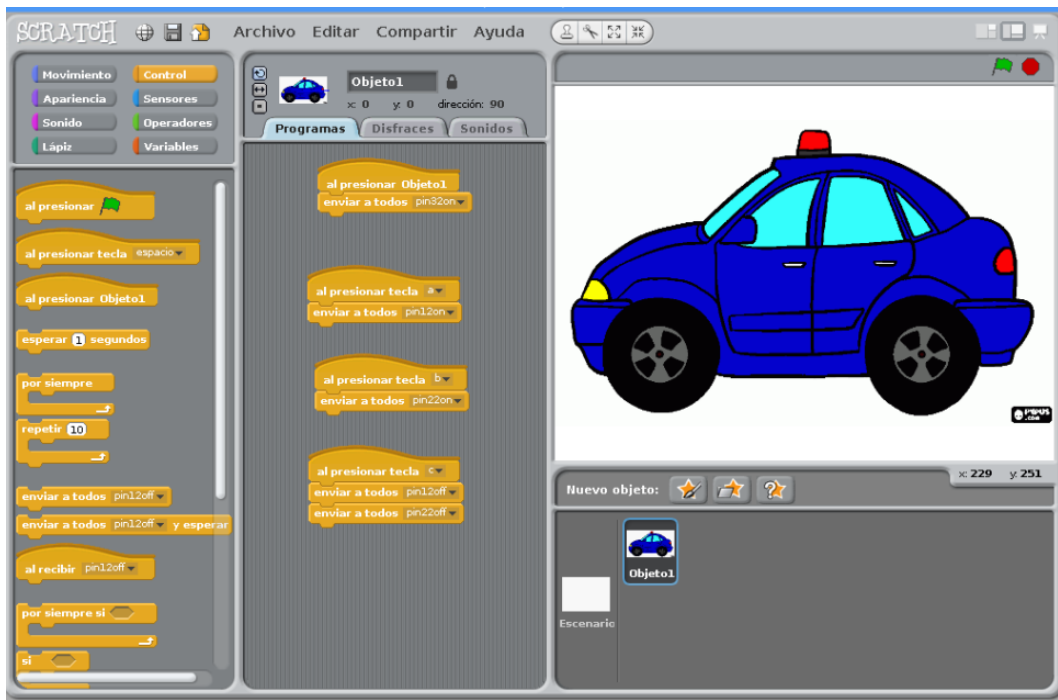 SCRATCH Archivo Editar Compartir Ayuda
Movimiento Control
Apariencia Sensores
Sonido Operadores
Lápiz Variables
al presionar
al presionar tecla espacio
al presionar Objeto1
esperar 1 segundos
por siempre
repetir 10
enviar a todos pin12off
enviar a todos pin12off y esperar
al recibir pin12off
por siempre si
si
Objeto1
x: 0 y: 0 dirección: 90
Programas Disfraces Sonidos
al presionar Objeto1
enviar a todos pin32on
al presionar tecla a
enviar a todos pin12on
al presionar tecla b
enviar a todos pin22on
al presionar tecla c
enviar a todos pin12off
enviar a todos pin22off
x: 229 y: 251
Nuevo objeto:
Objeto1
Escenario